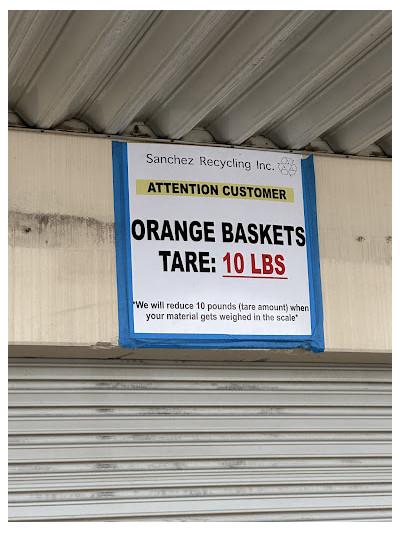 Sanchez Recycling Inc.
ATTENTION CUSTOMER
ORANGE BASKETS
TARE: 10 LBS
*We will reduce 10 pounds (tare amount) when
your material gets weighed in the scale*